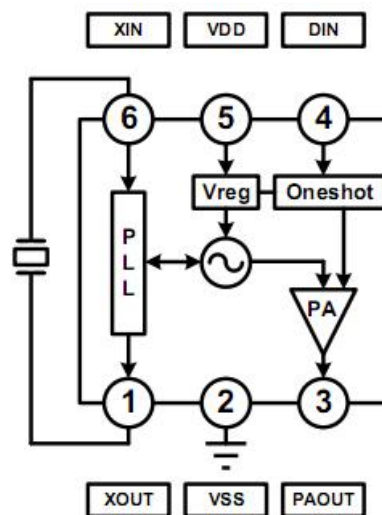 XIN VDD DIN
6 5 4
Vreg Oneshot
P
L
L
PA
1 2 3
XOUT VSS PAOUT